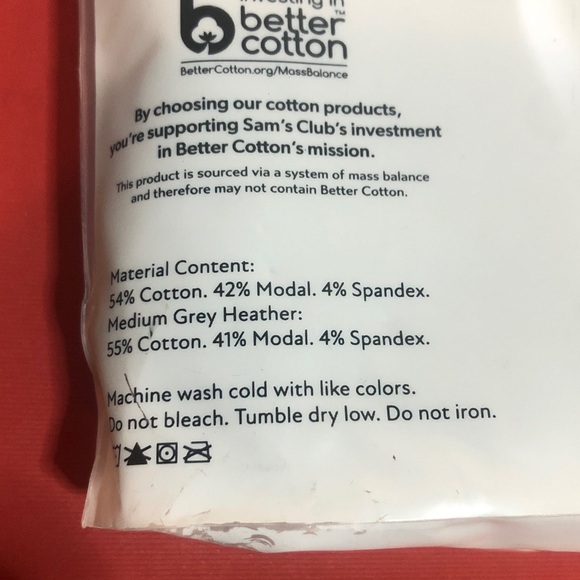 investing in
better™
cotton
BetterCotton.org/MassBalance
By choosing our cotton products,
you're supporting Sam's Club's investment
in Better Cotton's mission.
This product is sourced via a system of mass balance
and therefore may not contain Better Cotton.
Material Content:
54% Cotton. 42% Modal. 4% Spandex.
Medium Grey Heather:
55% Cotton. 41% Modal. 4% Spandex.
Machine wash cold with like colors.
Do not bleach. Tumble dry low. Do not iron.